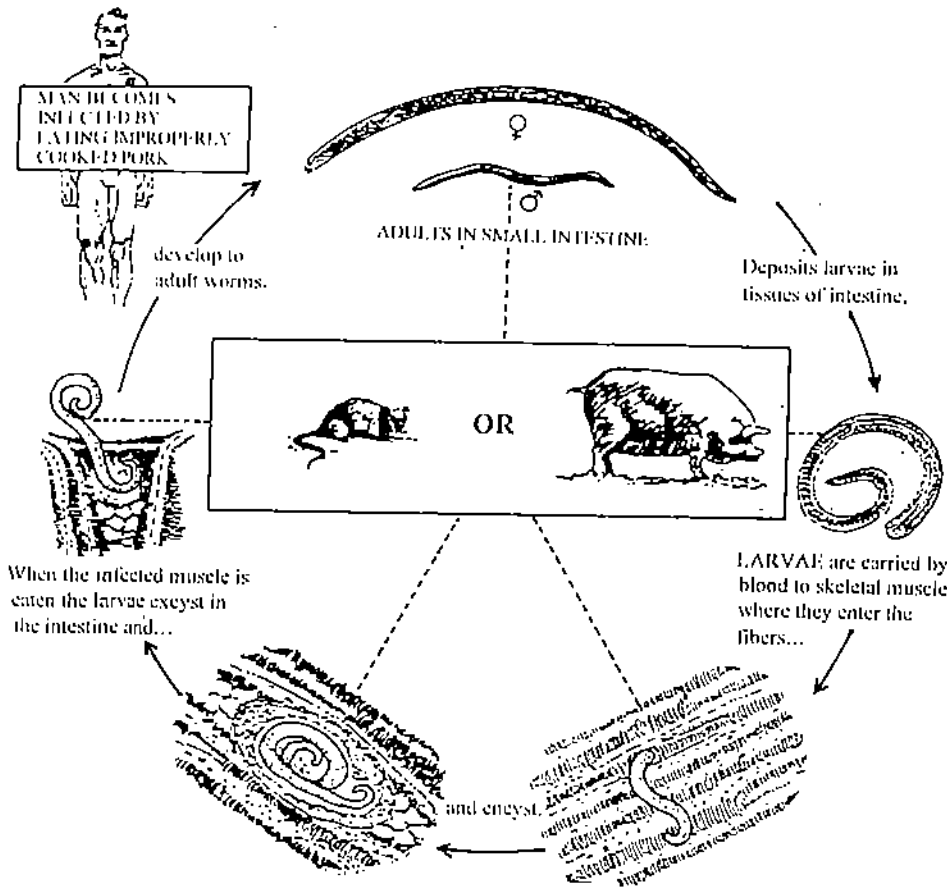 MAN BECOMES
INFECTED BY
EATING IMPROPERLY
COOKED PORK
♀
♂
ADULTS IN SMALL INTESTINE
develop to
adult worms.
Deposits larvae in
tissues of intestine.
OR
When the infected muscle is
eaten the larvae excyst in
the intestine and...
LARVAE are carried by
blood to skeletal muscle
where they enter the
fibers...
and encyst.